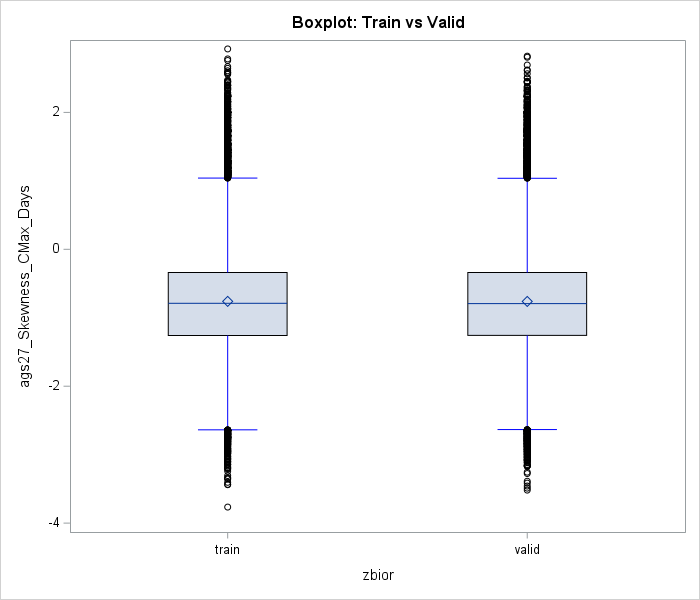 Boxplot: Train vs Valid
ags27_Skewness_CMax_Days
2
0
-2
-4
train
valid
zbior